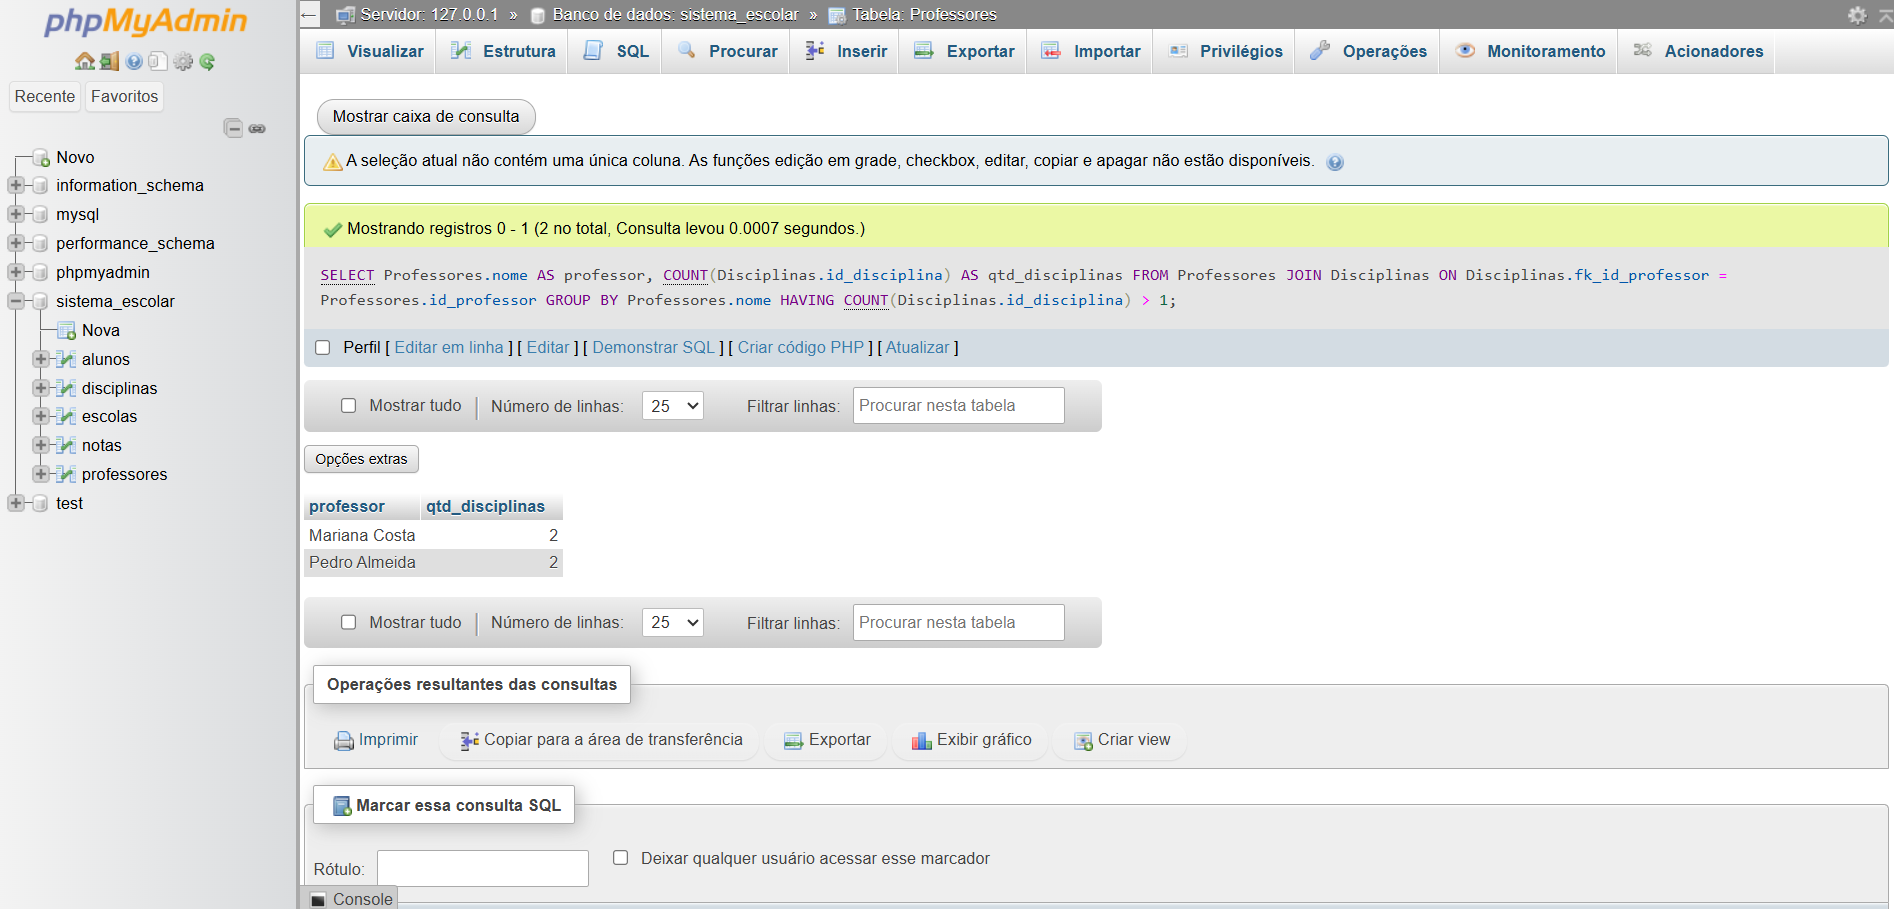 phpMyAdmin
Recente Favoritos
Novo
information_schema
mysql
performance_schema
phpmyadmin
sistema_escolar
Nova
alunos
disciplinas
escolas
notas
professores
test
Servidor: 127.0.0.1 » Banco de dados: sistema_escolar » Tabela: Professores
Visualizar Estrutura SQL Procurar Inserir Exportar Importar Privilégios Operações Monitoramento Acionadores
Mostrar caixa de consulta
A seleção atual não contém uma única coluna. As funções edição em grade, checkbox, editar, copiar e apagar não estão disponíveis.
Mostrando registros 0 - 1 (2 no total, Consulta levou 0.0007 segundos.)
SELECT Professores.nome AS professor, COUNT(Disciplinas.id_disciplina) AS qtd_disciplinas FROM Professores JOIN Disciplinas ON Disciplinas.fk_id_professor =
Professores.id_professor GROUP BY Professores.nome HAVING COUNT(Disciplinas.id_disciplina) > 1;
Perfil [ Editar em linha ] [ Editar ] [ Demonstrar SQL ] [ Criar código PHP ] [ Atualizar ]
Mostrar tudo | Número de linhas: 25 Filtrar linhas: Procurar nesta tabela
Opções extras
professor qtd_disciplinas
Mariana Costa 2
Pedro Almeida 2
Mostrar tudo | Número de linhas: 25 Filtrar linhas: Procurar nesta tabela
Operações resultantes das consultas
Imprimir Copiar para a área de transferência Exportar Exibir gráfico Criar view
Marcar essa consulta SQL
Rótulo: Deixar qualquer usuário acessar esse marcador
Console